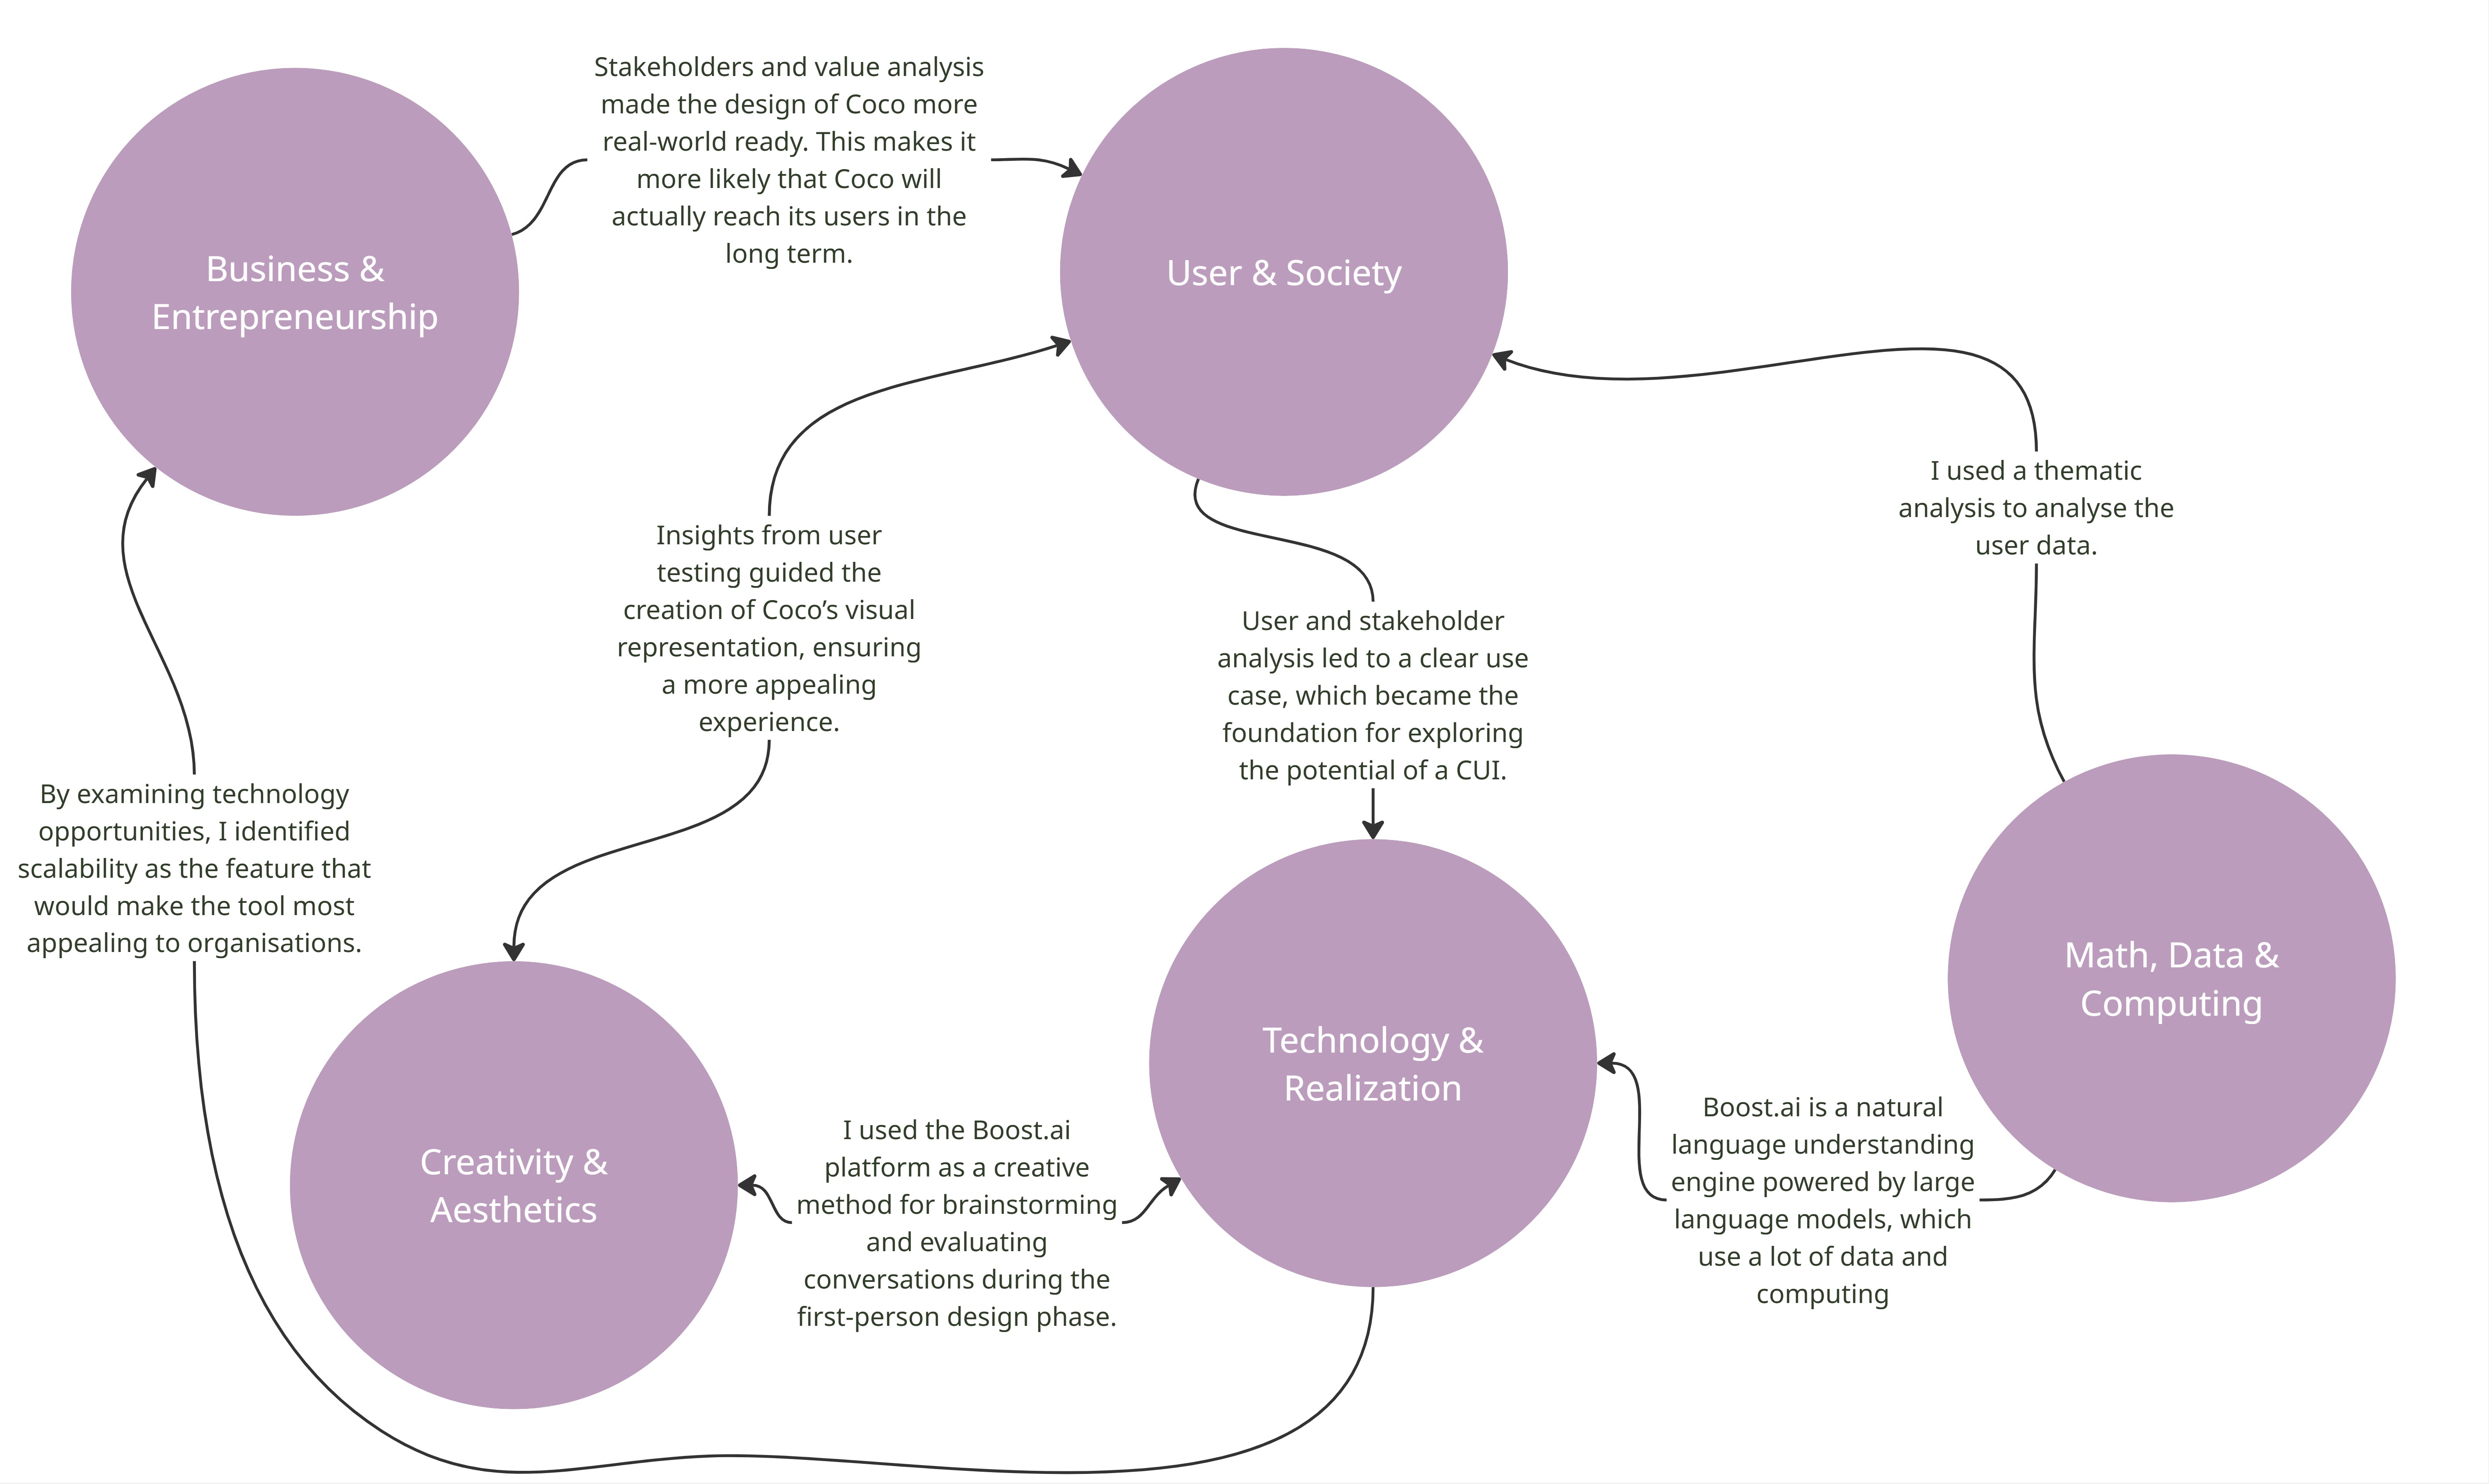 Stakeholders and value analysis
made the design of Coco more
real-world ready. This makes it
more likely that Coco will
actually reach its users in the
long term.
Business &
Entrepreneurship
User & Society
I used a thematic
analysis to analyse the
user data.
Insights from user
testing guided the
creation of Coco’s visual
representation, ensuring
a more appealing
experience.
User and stakeholder
analysis led to a clear use
case, which became the
foundation for exploring
the potential of a CUI.
By examining technology
opportunities, I identified
scalability as the feature that
would make the tool most
appealing to organisations.
Math, Data &
Computing
Technology &
Realization
Creativity &
Aesthetics
I used the Boost.ai
platform as a creative
method for brainstorming
and evaluating
conversations during the
first-person design phase.
Boost.ai is a natural
language understanding
engine powered by large
language models, which
use a lot of data and
computing